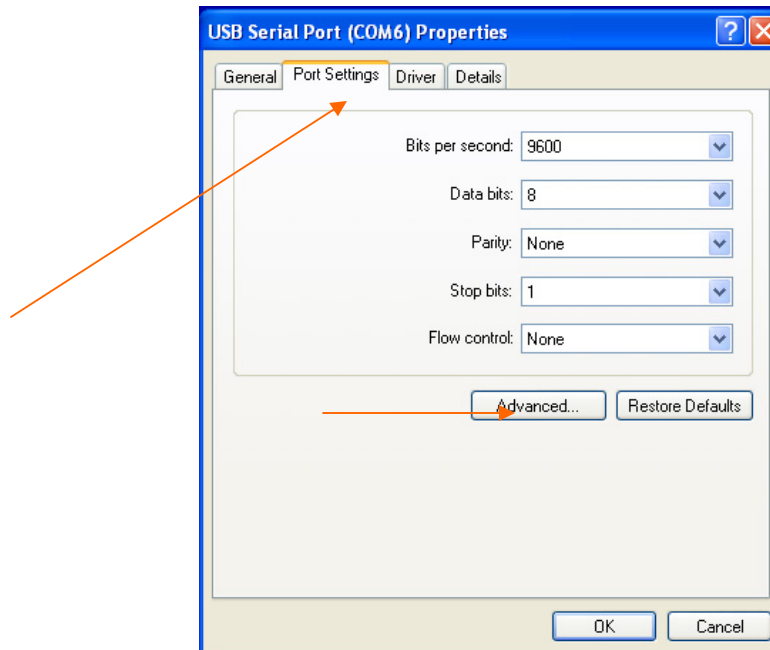 USB Serial Port (COM6) Properties
General Port Settings Driver Details
Bits per second: 9600
Data bits: 8
Parity: None
Stop bits: 1
Flow control: None
Advanced... Restore Defaults
OK Cancel